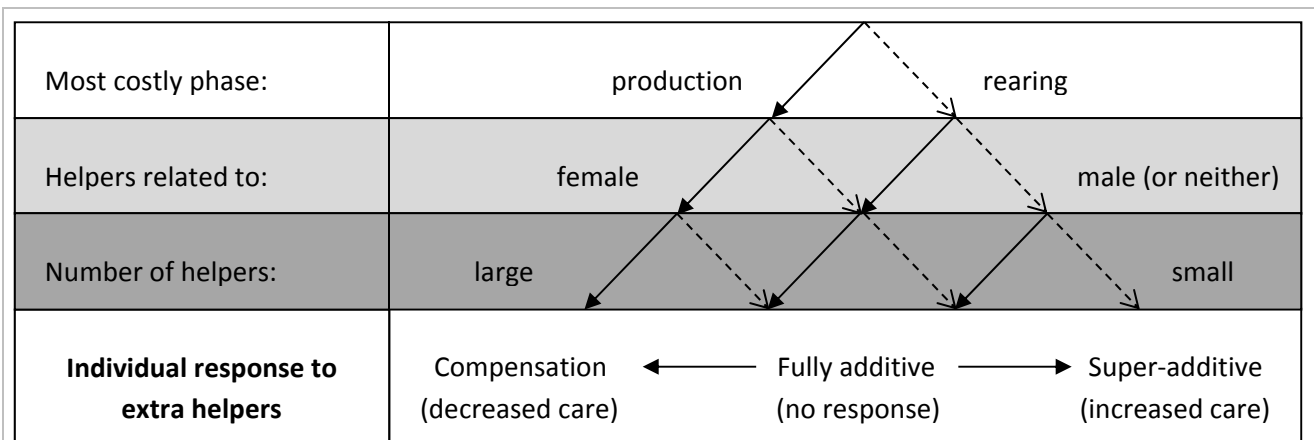 Most costly phase: production rearing
Helpers related to: female male (or neither)
Number of helpers: large small
Individual response to Compensation Fully additive Super-additive
extra helpers (decreased care) (no response) (increased care)